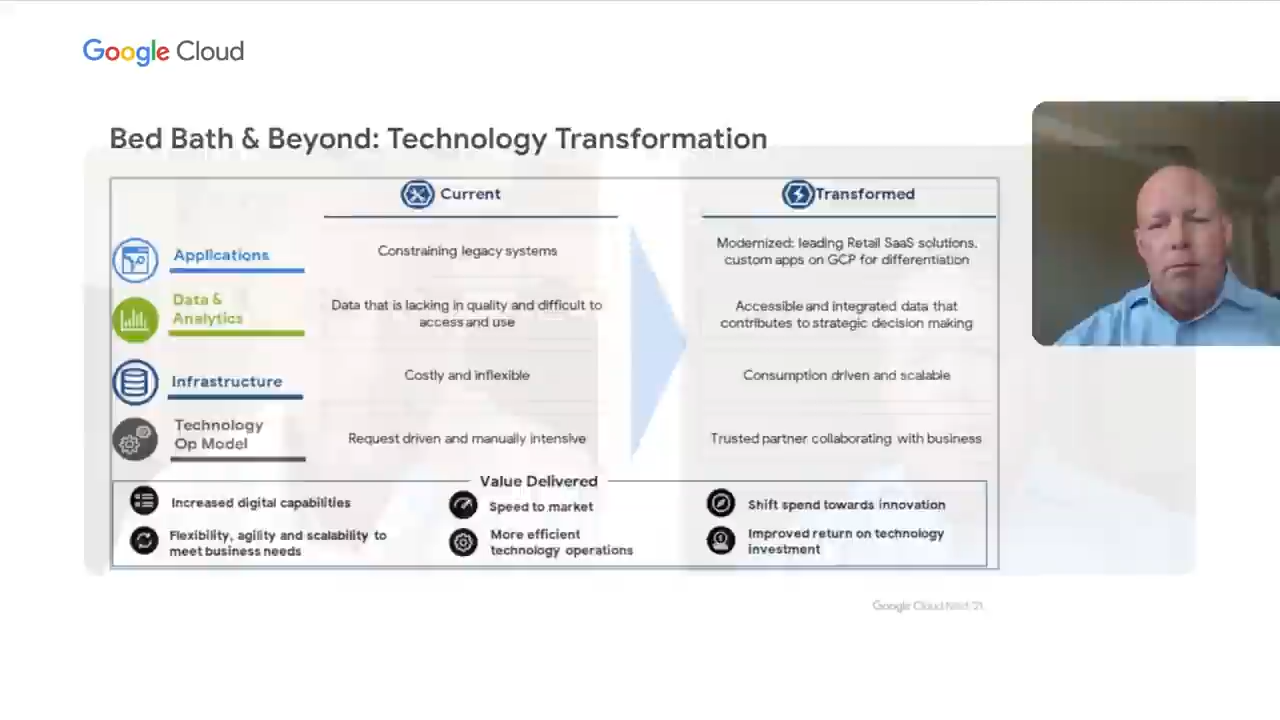 Google Cloud
Bed Bath & Beyond: Technology Transformation
Current
Transformed
Applications
Constraining legacy systems
Modernized: leading Retail SaaS solutions,
custom apps on GCP for differentiation
Data &
Analytics
Data that is lacking in quality and difficult to
access and use
Accessible and integrated data that
contributes to strategic decision making
Infrastructure
Costly and inflexible
Consumption driven and scalable
Technology
Op Model
Request driven and manually intensive
Trusted partner collaborating with business
Value Delivered
Increased digital capabilities
Speed to market
Shift spend towards innovation
Flexibility, agility and scalability to
meet business needs
More efficient
technology operations
Improved return on technology
investment
Google Cloud Next '21